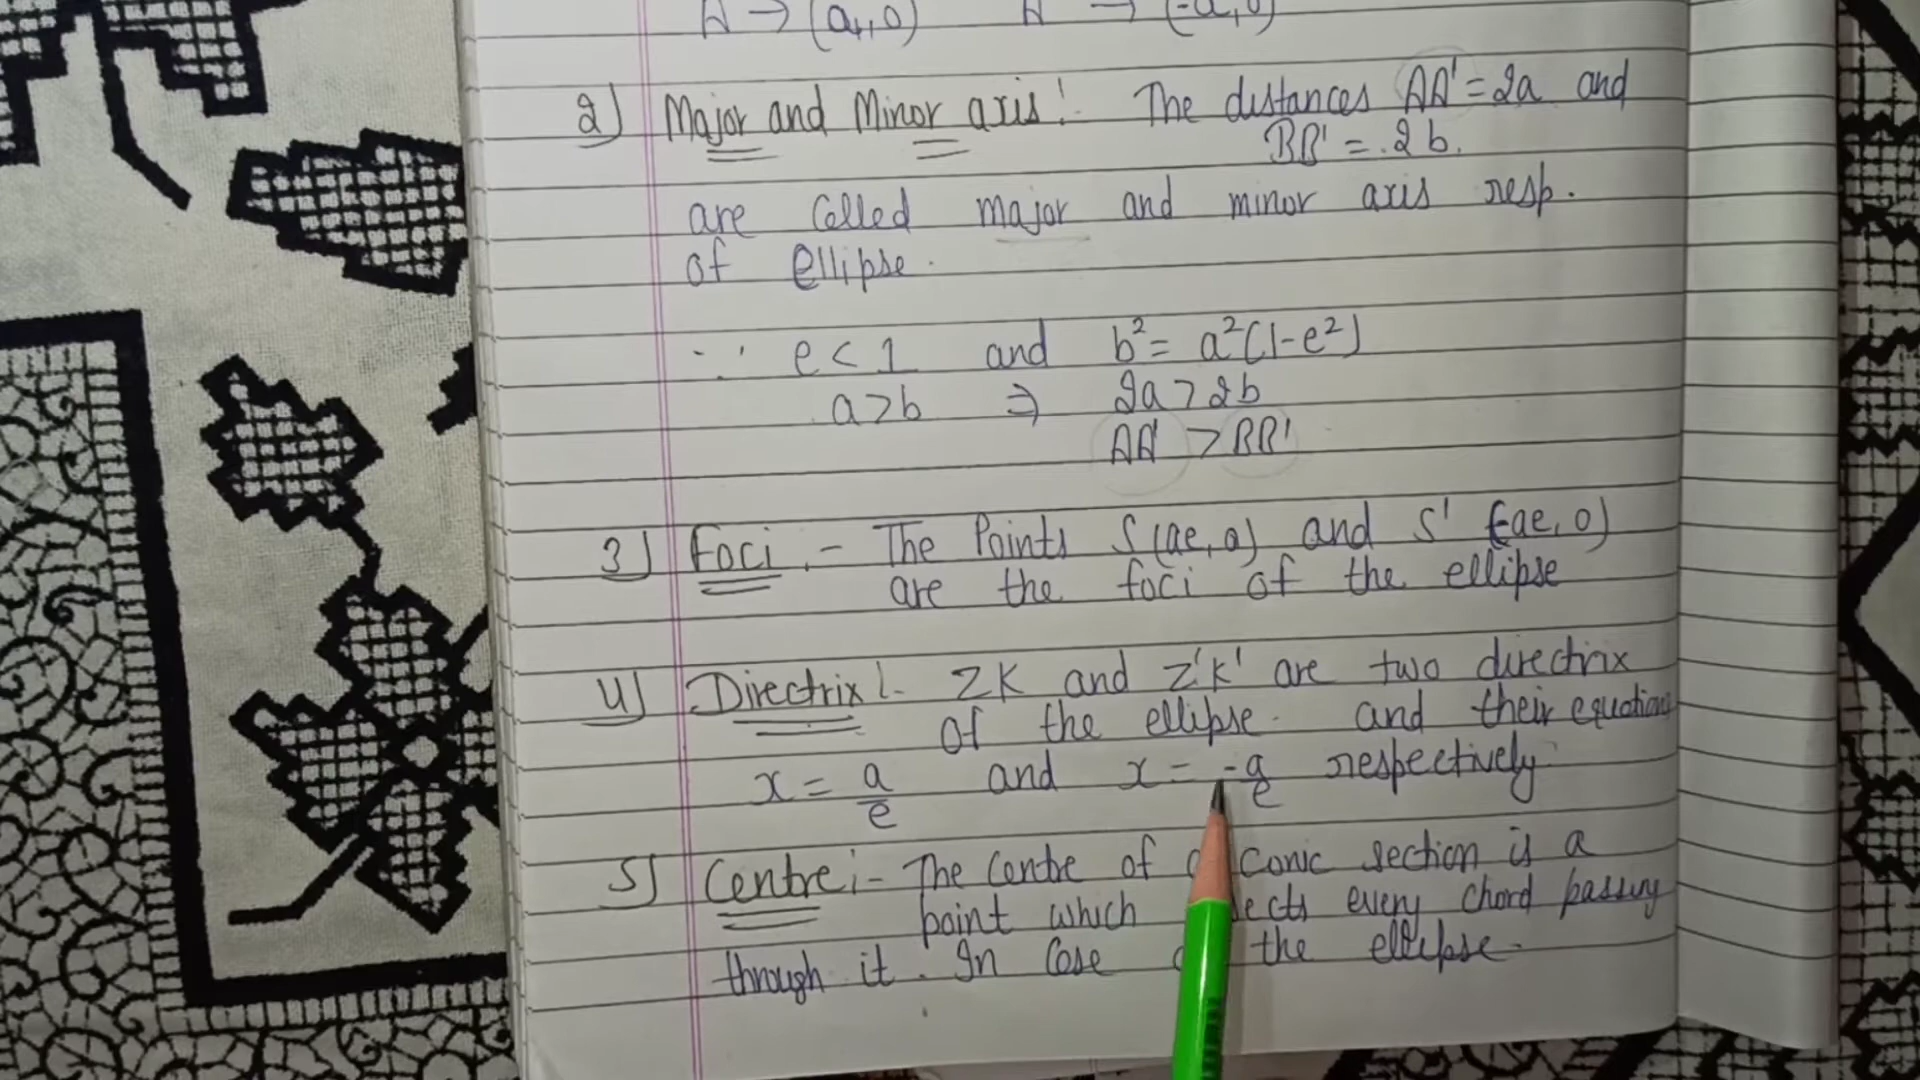 A → (a, 0) A' → (-a, 0)
2) Major and Minor axis : The distances AA' = 2a and
BB' = 2b.
are called major and minor axis resp.
of ellipse.
∵ e < 1 and b² = a²(1-e²)
a > b ⇒ 2a > 2b
AA' > BB'
3) Foci :- The Points S(ae, o) and S' (-ae, o)
are the foci of the ellipse
4) Directrix :- ZK and Z'K' are two directrix
of the ellipse. and their equations
x = a/e and x = -a/e respectively.
5) Centre :- The Centre of Conic section is a
point which every chord passing
through it. In Case the ellipse.